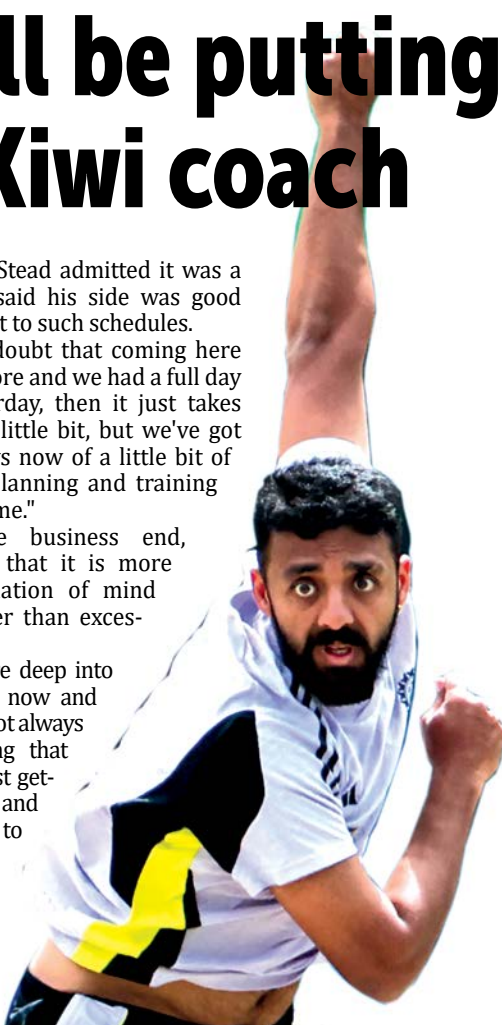 ll be putting
Kiwi coach
Stead admitted it was a
said his side was good
t to such schedules.
doubt that coming here
ore and we had a full day
rday, then it just takes
little bit, but we've got
s now of a little bit of
lanning and training
me."
e business end,
that it is more
ation of mind
er than exces-
e deep into
now and
ot always
ng that
st get-
and
to